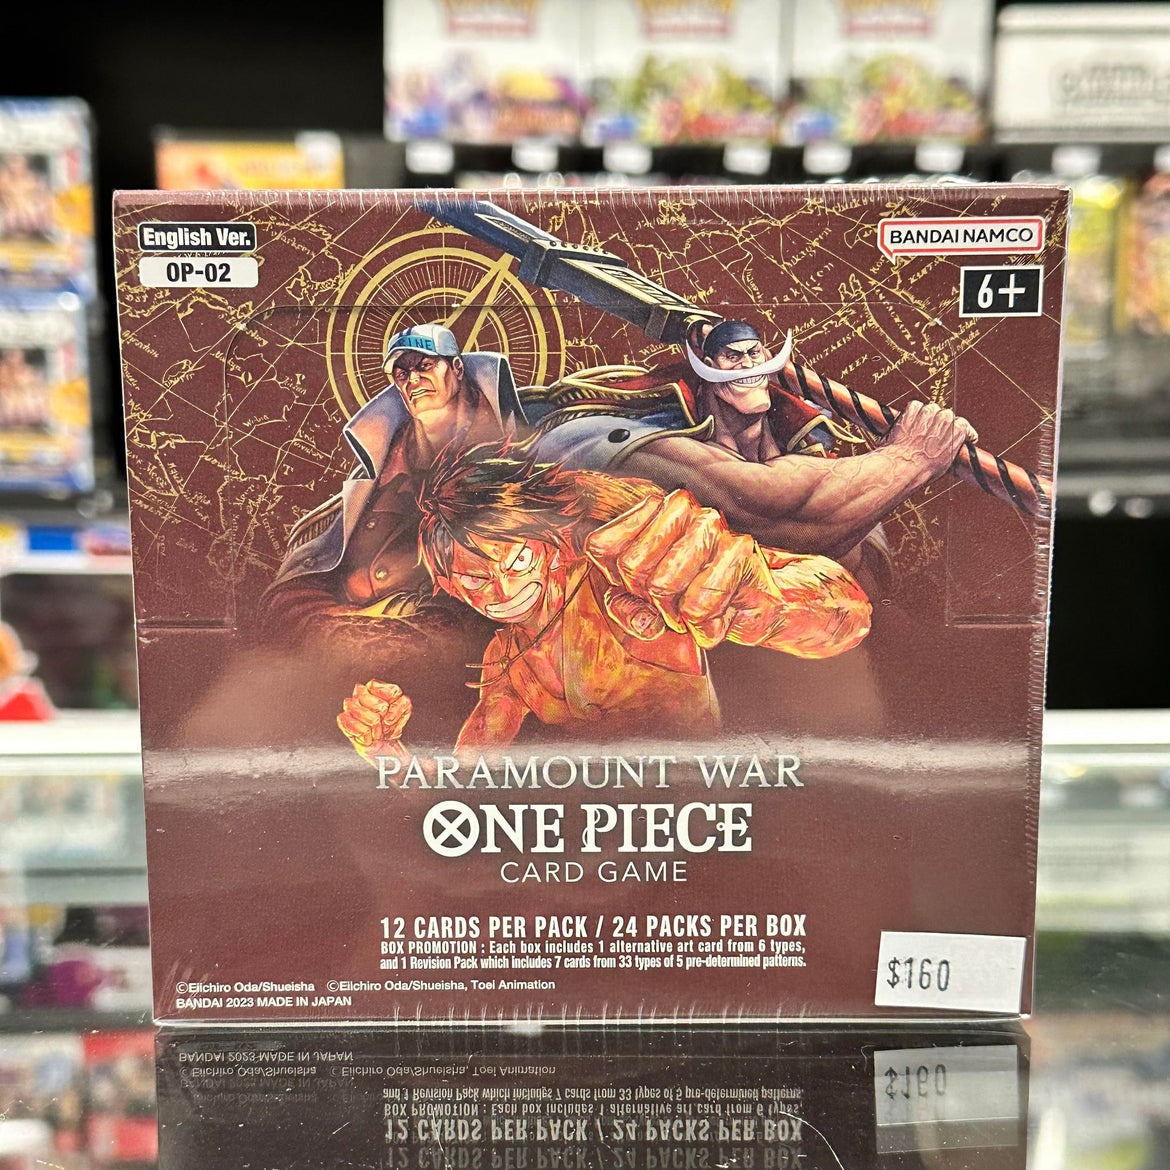 English Ver.
OP-02
BANDAI NAMCO
6+
PARAMOUNT WAR
ONE PIECE
CARD GAME
12 CARDS PER PACK / 24 PACKS PER BOX
BOX PROMOTION : Each box includes 1 alternative art card from 6 types,
and 1 Revision Pack which includes 7 cards from 33 types of 5 pre-determined patterns.
$160
©Eiichiro Oda/Shueisha ©Eiichiro Oda/Shueisha, Toei Animation
BANDAI 2023 MADE IN JAPAN